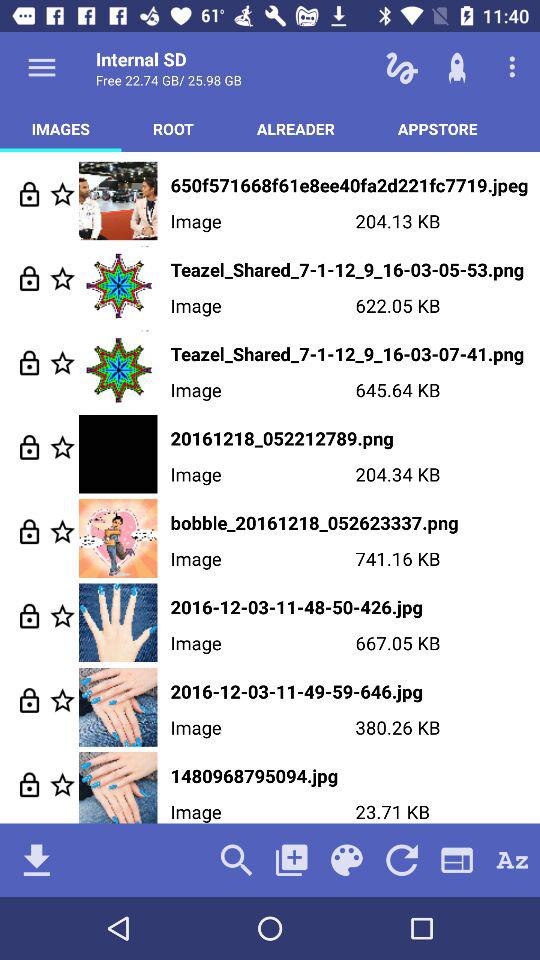 61° 11:40
Internal SD
Free 22.74 GB/ 25.98 GB
IMAGES ROOT ALREADER APPSTORE
650f571668f61e8ee40fa2d221fc7719.jpeg
Image 204.13 KB
Teazel_Shared_7-1-12_9_16-03-05-53.png
Image 622.05 KB
Teazel_Shared_7-1-12_9_16-03-07-41.png
Image 645.64 KB
20161218_052212789.png
Image 204.34 KB
bobble_20161218_052623337.png
Image 741.16 KB
2016-12-03-11-48-50-426.jpg
Image 667.05 KB
2016-12-03-11-49-59-646.jpg
Image 380.26 KB
1480968795094.jpg
Image 23.71 KB
Az